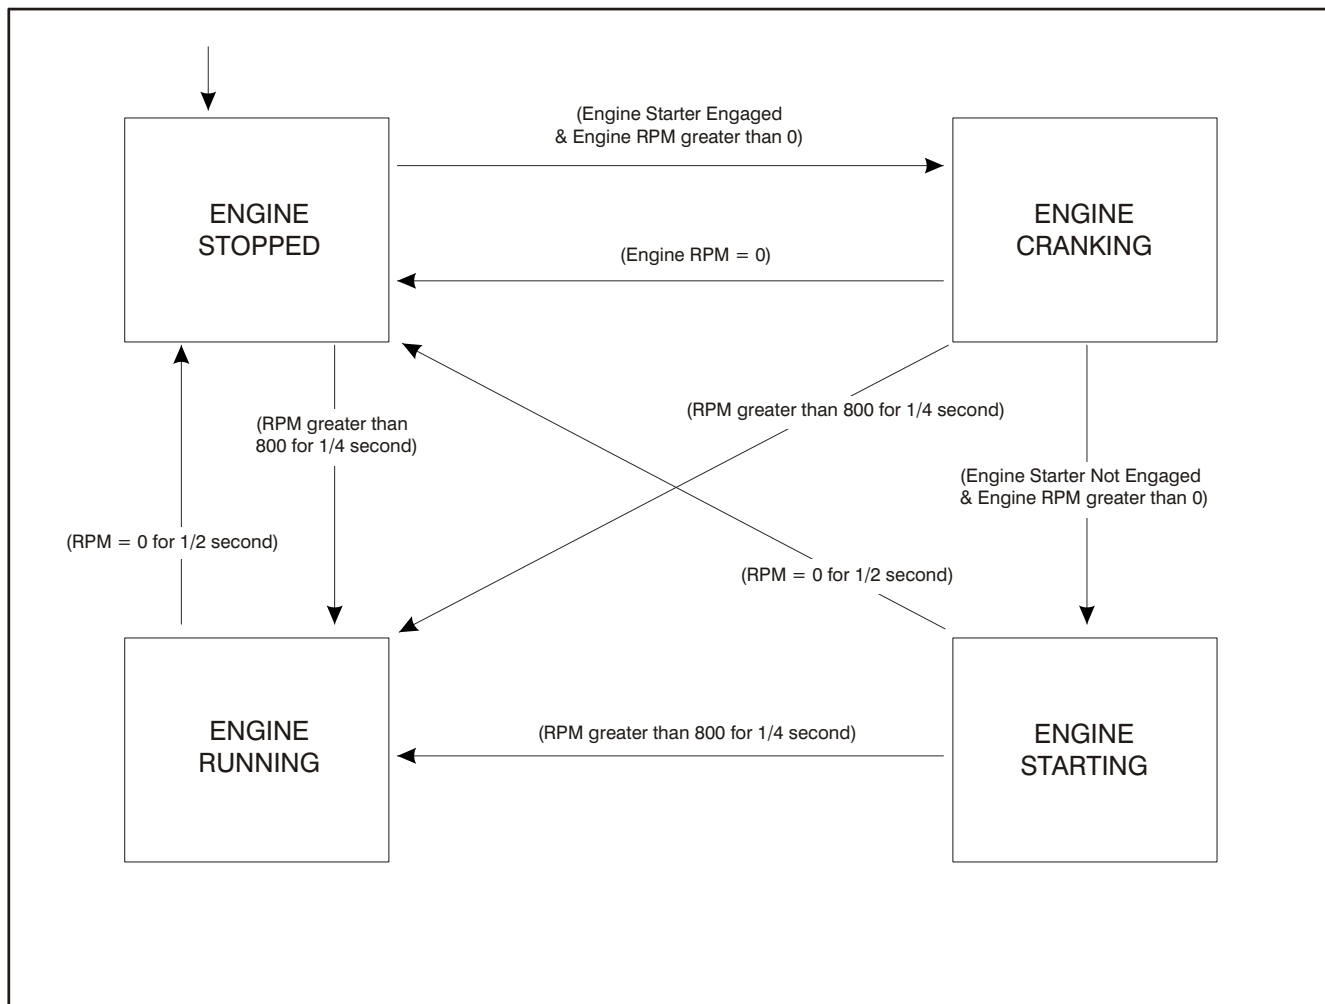 (Engine Starter Engaged
& Engine RPM greater than 0)
ENGINE
STOPPED
ENGINE
CRANKING
(Engine RPM = 0)
(RPM greater than
800 for 1/4 second)
(RPM greater than 800 for 1/4 second)
(Engine Starter Not Engaged
& Engine RPM greater than 0)
(RPM = 0 for 1/2 second)
(RPM = 0 for 1/2 second)
ENGINE
RUNNING
(RPM greater than 800 for 1/4 second)
ENGINE
STARTING